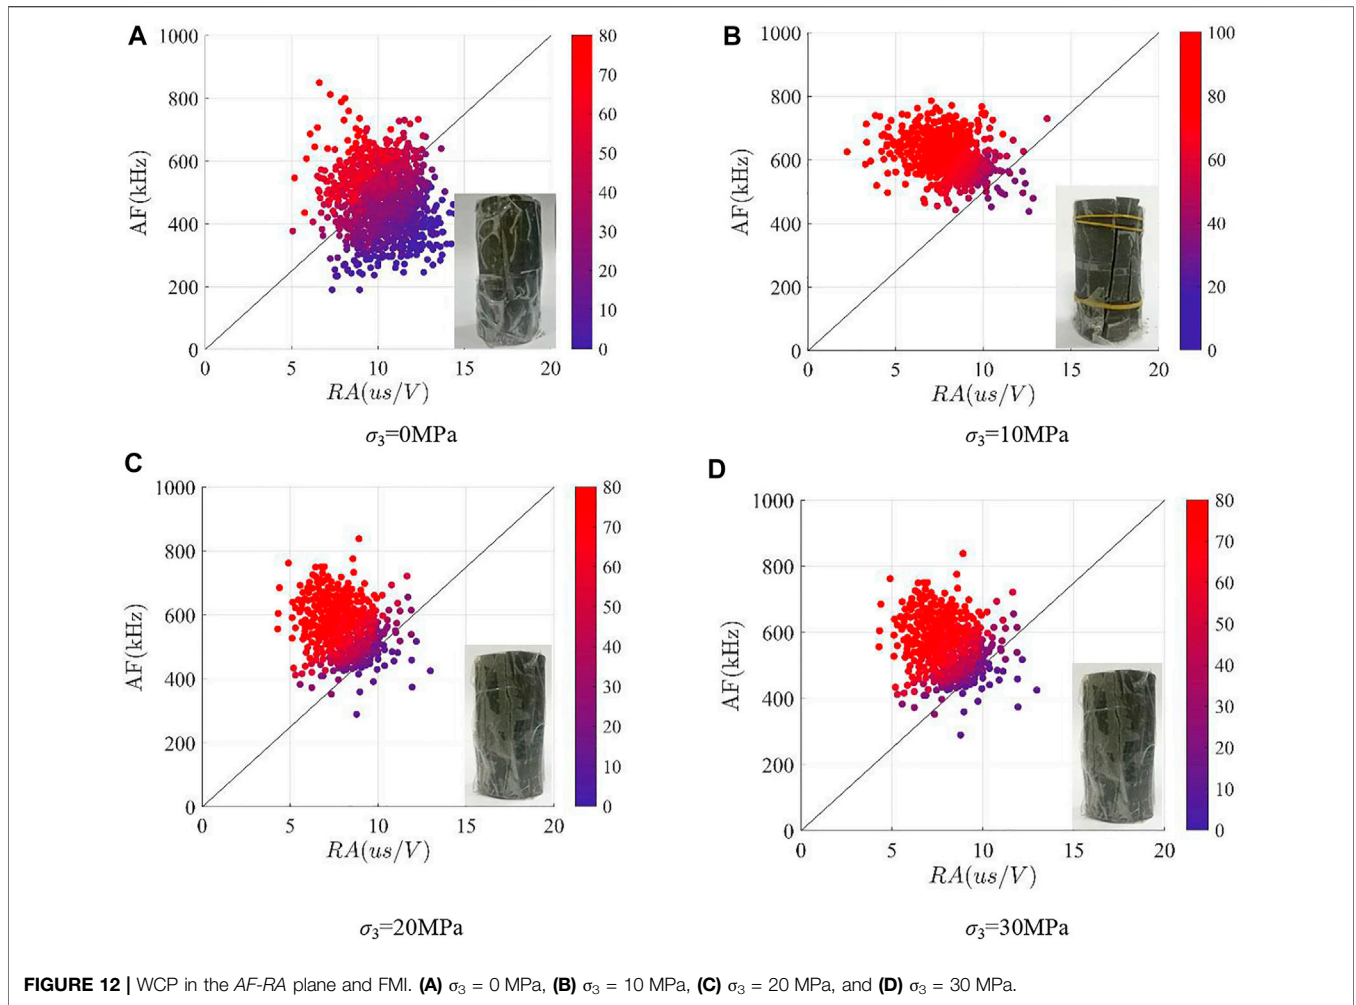 A
1000
800
600
400
200
0
AF(kHz)
0 5 10 15 20
RA(us/V)
80
70
60
50
40
30
20
10
0
σ3=0MPa
B
1000
800
600
400
200
0
AF(kHz)
0 5 10 15 20
RA(us/V)
100
80
60
40
20
0
σ3=10MPa
C
1000
800
600
400
200
0
AF(kHz)
0 5 10 15 20
RA(us/V)
80
70
60
50
40
30
20
10
0
σ3=20MPa
D
1000
800
600
400
200
0
AF(kHz)
0 5 10 15 20
RA(us/V)
80
70
60
50
40
30
20
10
0
σ3=30MPa
FIGURE 12 | WCP in the AF-RA plane and FMI. (A) σ3 = 0 MPa, (B) σ3 = 10 MPa, (C) σ3 = 20 MPa, and (D) σ3 = 30 MPa.